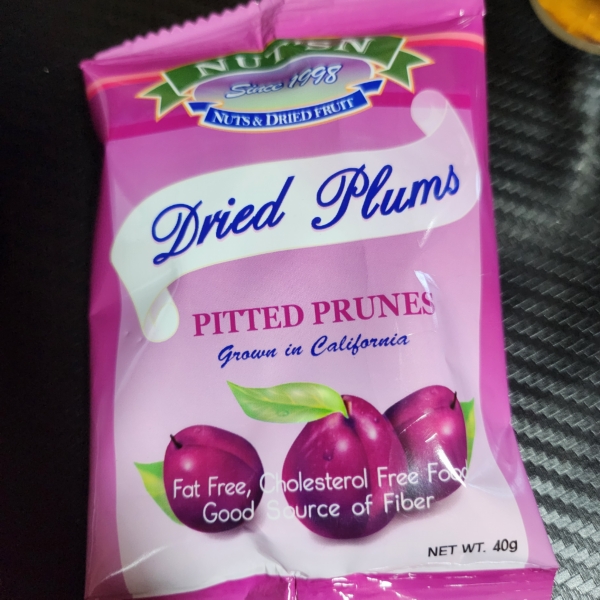 NUT'SN
Since 1998
NUTS & DRIED FRUIT
Dried Plums
PITTED PRUNES
Grown in California
Fat Free, Cholesterol Free Food
Good Source of Fiber
NET WT. 40g